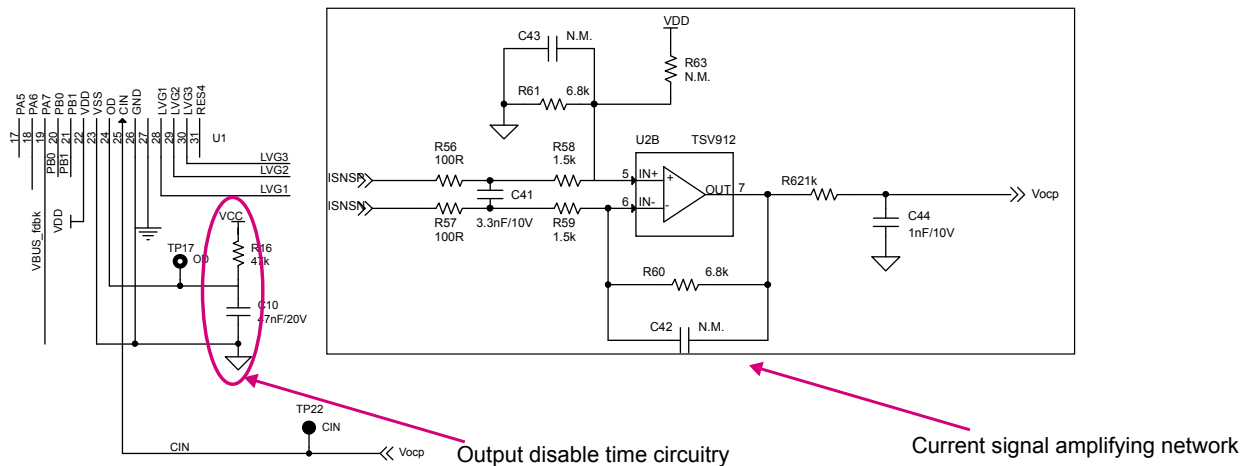 C43
N.M.
VDD
R63
N.M.
R61
6.8k
PA5
PA6
PA7
PB0
PB1
VDD
VSS
OD
CIN
GND
LVG1
LVG2
LVG3
RES4
17
18
19
20
21
22
23
24
25
26
27
28
29
30
31
U1
PB0
PB1
LVG3
LVG2
LVG1
VBUS_fdbk
VDD
TP17
OD
VCC
R16
47k
C10
47nF/20V
ISNSP
ISNSN
R56
100R
R57
100R
C41
3.3nF/10V
R58
1.5k
R59
1.5k
U2B
TSV912
5
IN+
+
6
IN-
-
OUT
7
R621k
C44
1nF/10V
Vocp
R60
6.8k
C42
N.M.
TP22
CIN
CIN
Vocp
Output disable time circuitry
Current signal amplifying network